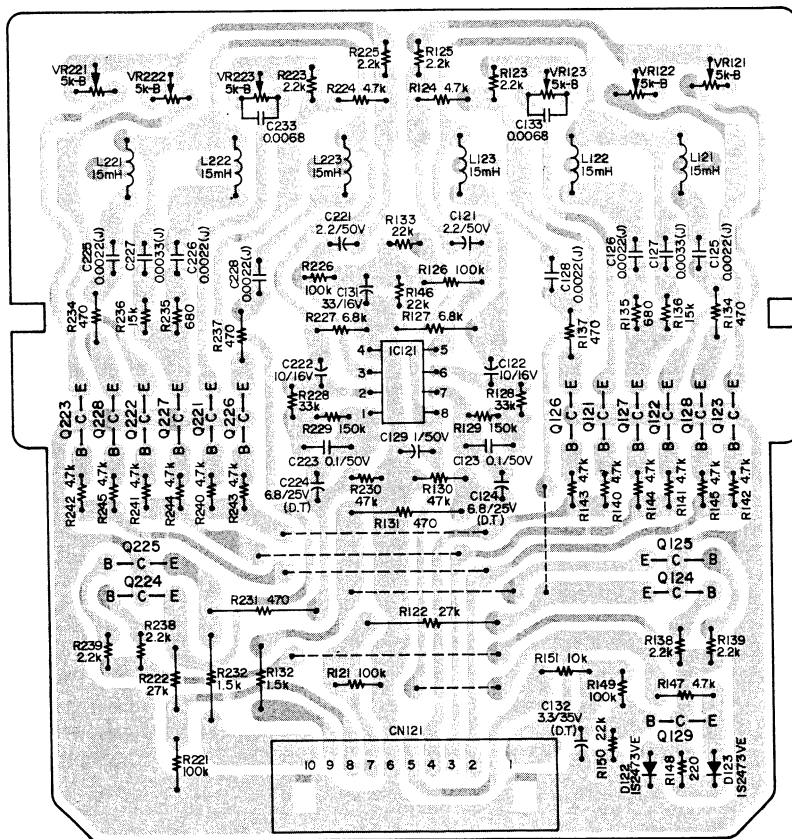 R225
2.2k
R125
2.2k
VR221
5k-B
VR222
5k-B
VR223
5k-B
R223
2.2k
R224 4.7k
R124 4.7k
R123
2.2k
VR123
5k-B
VR122
5k-B
VR121
5k-B
C233
0.0068
C133
0.0068
L221
15mH
L222
15mH
L223
15mH
L123
15mH
L122
15mH
L121
15mH
C221
2.2/50V
R133
22k
C121
2.2/50V
C225
0.0022(J)
C227
0.0033(J)
C226
0.0022(J)
C228
0.0022(J)
R226
100k
C131
33/16V
R146
22k
R126 100k
C128
0.0022(J)
C126
0.0022(J)
C127
0.0033(J)
C125
0.0022(J)
R234
470
R236
15k
R235
680
R237
470
R227 6.8k
R127 6.8k
R137
470
R135
680
R136
15k
R134
470
4 IC121 5
3 6
2 7
1 8
C222
10/16V
C122
10/16V
R228
33k
R128
33k
R229 150k
R129 150k
E E E E E E
Q223 C Q228 C Q222 C Q227 C Q221 C Q226 C
B B B B B B
E E E E E E
Q126 C Q121 C Q127 C Q122 C Q128 C Q123 C
B B B B B B
C129 1/50V
C223 0.1/50V
C123 0.1/50V
C224
6.8/25V
(D.T)
R230
47k
R130
47k
C124
6.8/25V
(D.T)
R131 470
R242 4.7k
R245 4.7k
R241 4.7k
R244 4.7k
R240 4.7k
R243 4.7k
R143 4.7k
R140 4.7k
R144 4.7k
R141 4.7k
R145 4.7k
R142 4.7k
Q225
B C E
Q224
B C E
Q125
E C B
Q124
E C B
R231 470
R122 27k
R239
2.2k
R238
2.2k
R222
27k
R232
1.5k
R132
1.5k
R121 100k
R151 10k
R149
100k
R138
2.2k
R139
2.2k
R147 4.7k
B C E
Q129
C132
3.3/35V
(D.T)
R150 22k
D122
1S2473VE
R148
220
D123
1S2473VE
R221
100k
CN121
10 9 8 7 6 5 4 3 2 1